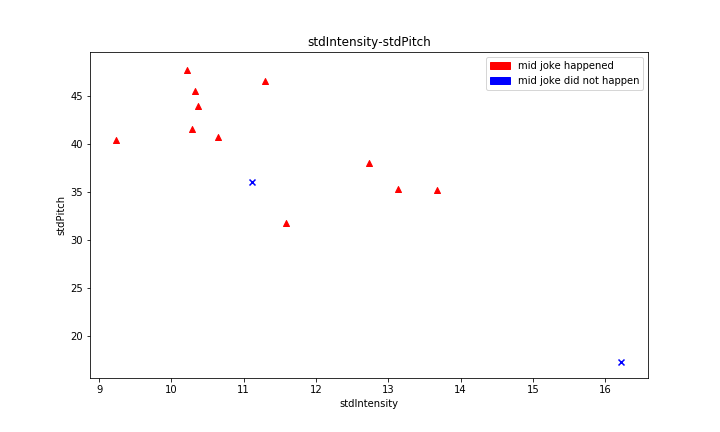 stdIntensity-stdPitch
mid joke happened
mid joke did not happen
45
40
35
30
25
20
stdPitch
9
10
11
12
13
14
15
16
stdIntensity